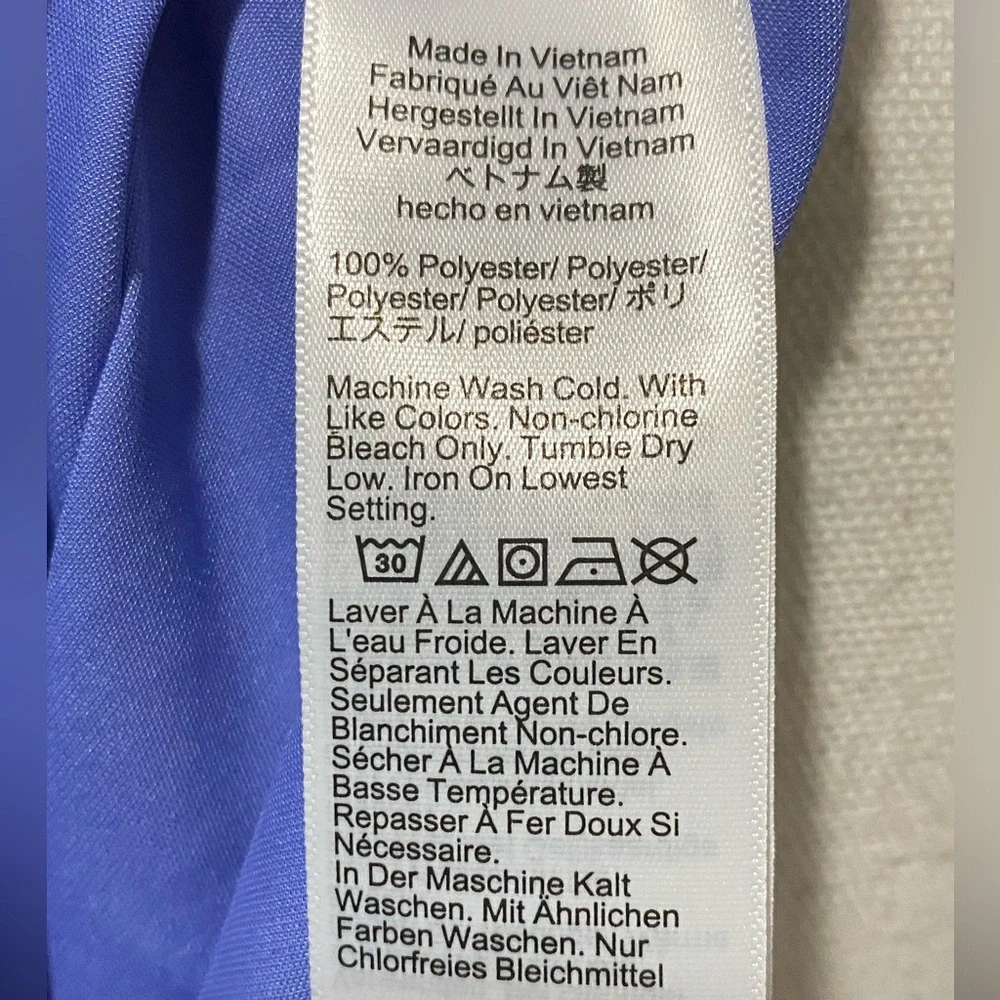 Made In Vietnam
Fabriqué Au Viêt Nam
Hergestellt In Vietnam
Vervaardigd In Vietnam
ベトナム製
hecho en vietnam
100% Polyester/ Polyester/
Polyester/ Polyester/ ポリ
エステル/ poliéster
Machine Wash Cold. With
Like Colors. Non-chlorine
Bleach Only. Tumble Dry
Low. Iron On Lowest
Setting.
30
Laver À La Machine À
L'eau Froide. Laver En
Séparant Les Couleurs.
Seulement Agent De
Blanchiment Non-chlore.
Sécher À La Machine À
Basse Température.
Repasser À Fer Doux Si
Nécessaire.
In Der Maschine Kalt
Waschen. Mit Ähnlichen
Farben Waschen. Nur
Chlorfreies Bleichmittel